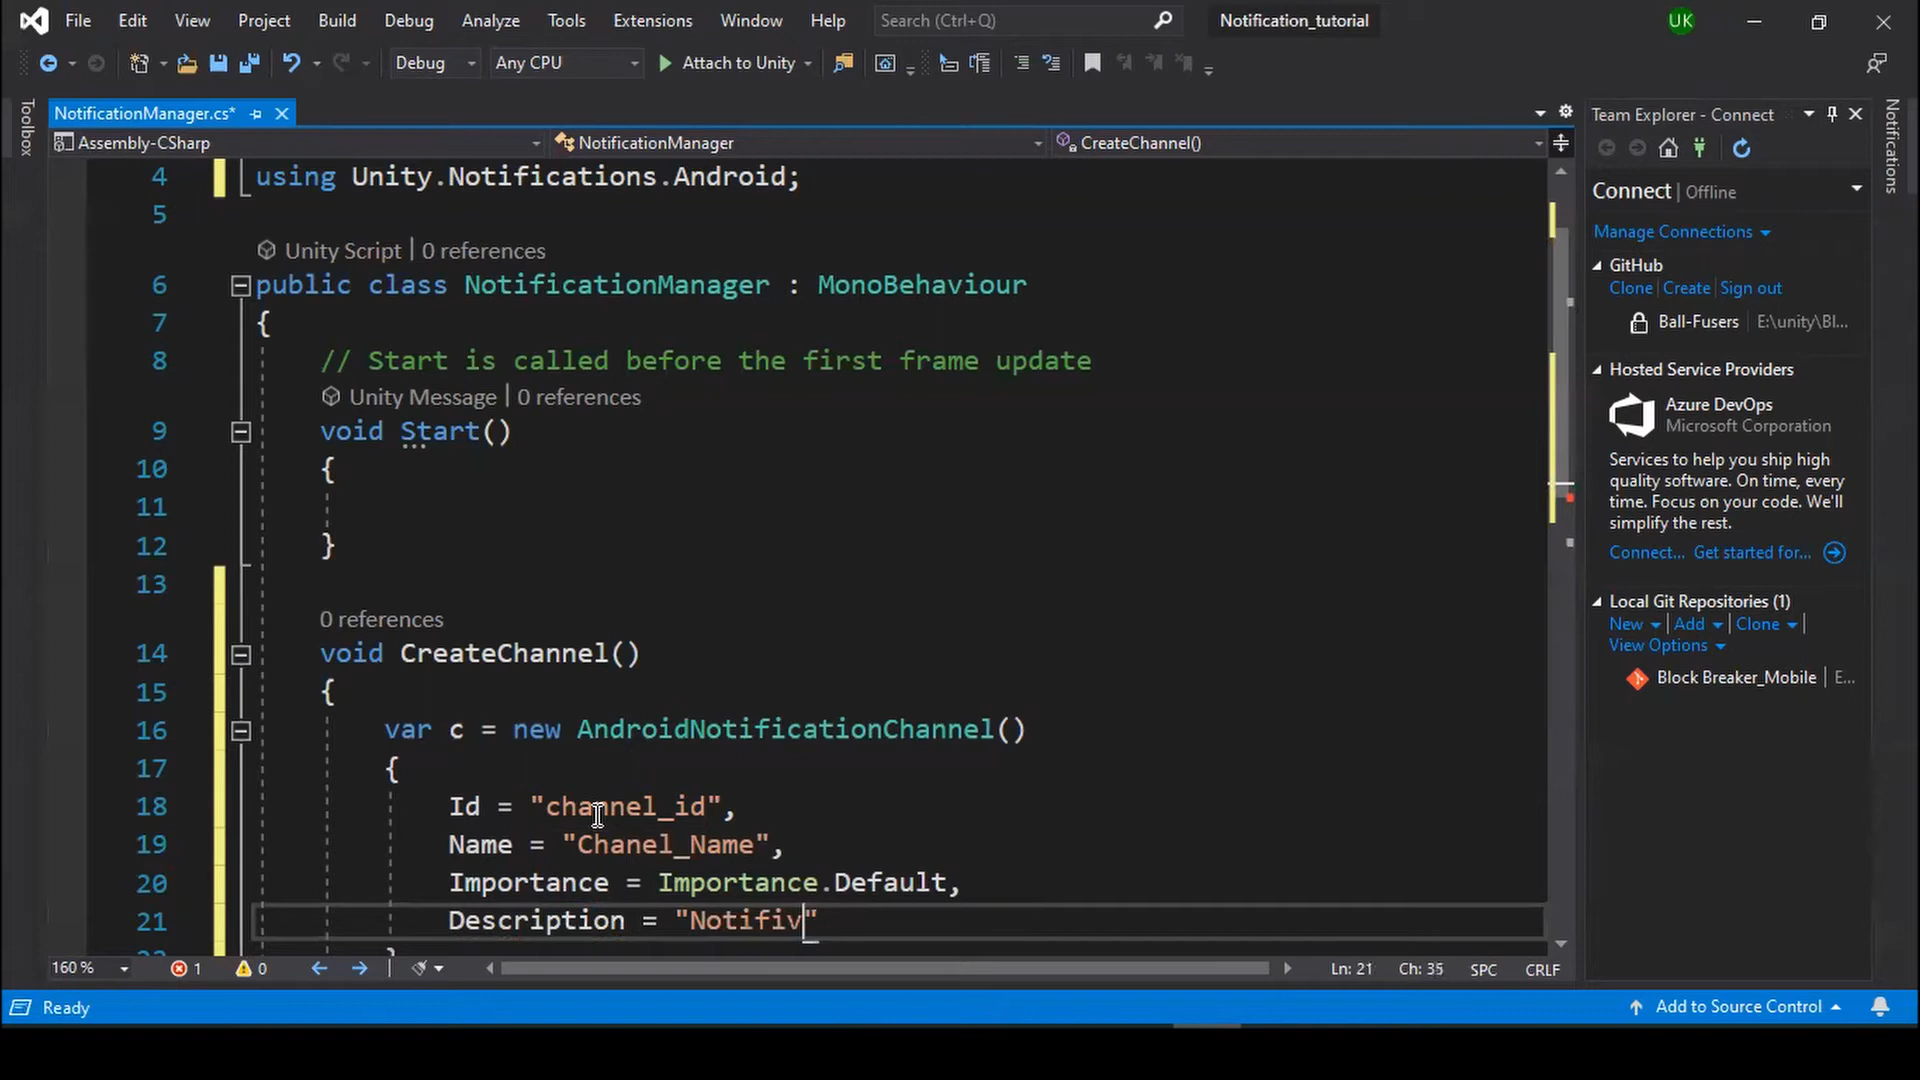 File Edit View Project Build Debug Analyze Tools Extensions Window Help Search (Ctrl+Q) Notification_tutorial UK
Debug Any CPU Attach to Unity
Toolbox
NotificationManager.cs*
Assembly-CSharp NotificationManager CreateChannel()
4 using Unity.Notifications.Android;
5
Unity Script | 0 references
6 public class NotificationManager : MonoBehaviour
7 {
8 // Start is called before the first frame update
Unity Message | 0 references
9 void Start()
10 {
11
12 }
13
0 references
14 void CreateChannel()
15 {
16 var c = new AndroidNotificationChannel()
17 {
18 Id = "channel_id",
19 Name = "Chanel_Name",
20 Importance = Importance.Default,
21 Description = "Notifiv"
160 % 1 0 Ln: 21 Ch: 35 SPC CRLF
Team Explorer - Connect
Connect | Offline
Manage Connections
GitHub
Clone | Create | Sign out
Ball-Fusers | E:\unity\Bl...
Hosted Service Providers
Azure DevOps
Microsoft Corporation
Services to help you ship high
quality software. On time, every
time. Focus on your code. We'll
simplify the rest.
Connect... Get started for...
Local Git Repositories (1)
New | Add | Clone |
View Options
Block Breaker_Mobile | E...
Notifications
Ready Add to Source Control